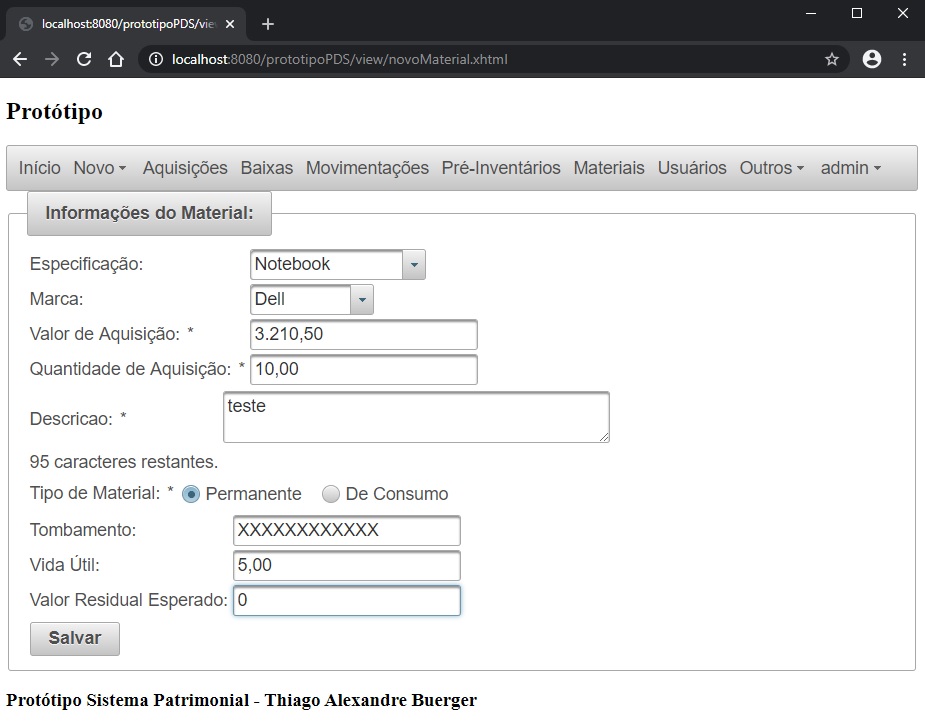 localhost:8080/prototipoPDS/vie
localhost:8080/prototipoPDS/view/novoMaterial.xhtml
Protótipo
Início Novo Aquisições Baixas Movimentações Pré-Inventários Materiais Usuários Outros admin
Informações do Material:
Especificação: Notebook
Marca: Dell
Valor de Aquisição: * 3.210,50
Quantidade de Aquisição: * 10,00
Descricao: * teste
95 caracteres restantes.
Tipo de Material: * Permanente De Consumo
Tombamento: XXXXXXXXXXXX
Vida Útil: 5,00
Valor Residual Esperado: 0
Salvar
Protótipo Sistema Patrimonial - Thiago Alexandre Buerger